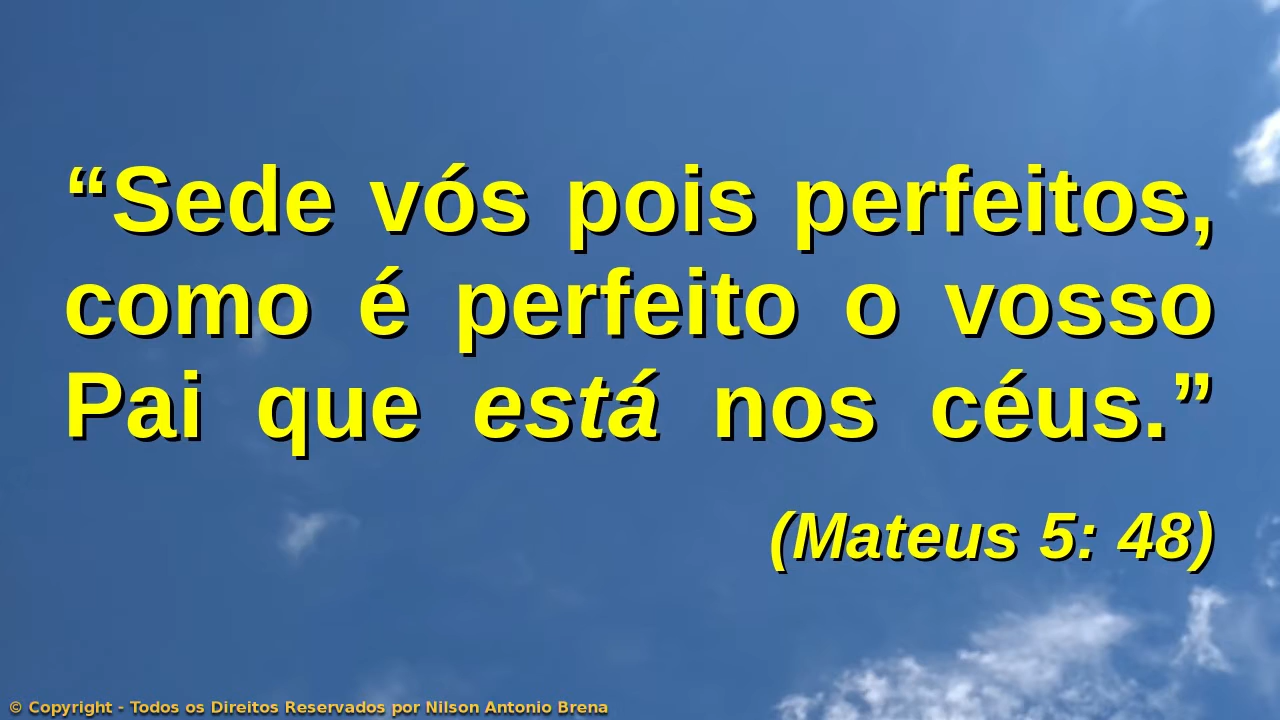 “Sede vós pois perfeitos,
como é perfeito o vosso
Pai que está nos céus.”
(Mateus 5: 48)
© Copyright - Todos os Direitos Reservados por Nilson Antonio Brena